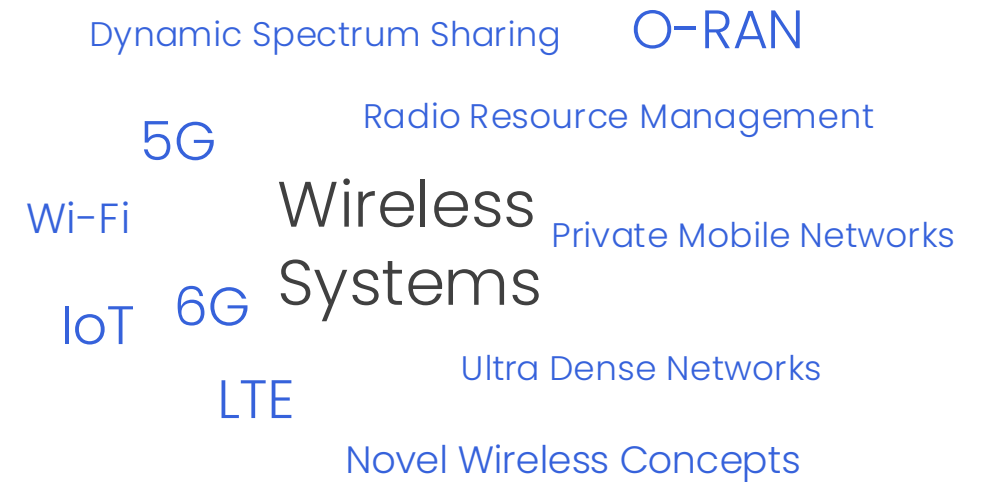 Dynamic Spectrum Sharing
O-RAN
Radio Resource Management
5G
Wireless
Systems
Wi-Fi
Private Mobile Networks
IoT
6G
Ultra Dense Networks
LTE
Novel Wireless Concepts